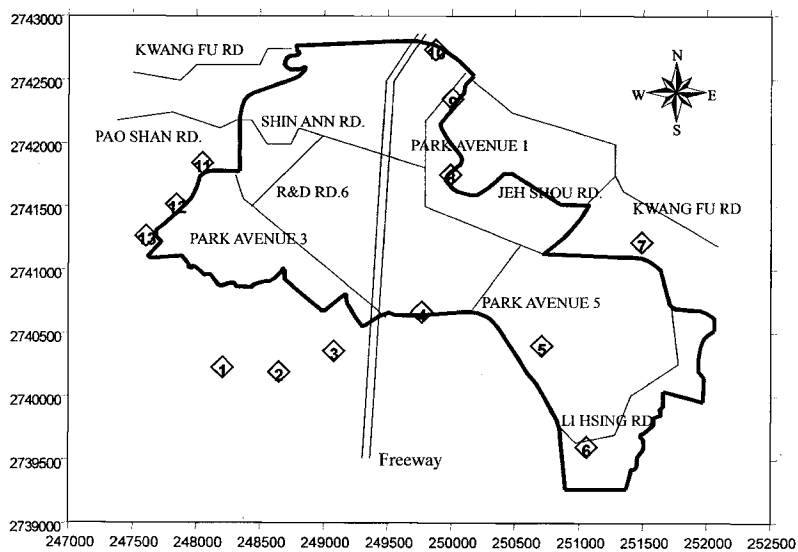 2743000
KWANG FU RD
10
N
2742500
9
W E
SHIN ANN RD.
S
PAO SHAN RD.
PARK AVENUE 1
2742000
11
8
R&D RD.6
JEH SHOU RD.
12
2741500
KWANG FU RD
13
PARK AVENUE 3
7
2741000
PARK AVENUE 5
4
2740500
3
5
1
2
2740000
LI HSING RD.
6
2739500
Freeway
2739000
247000 247500 248000 248500 249000 249500 250000 250500 251000 251500 252000 252500